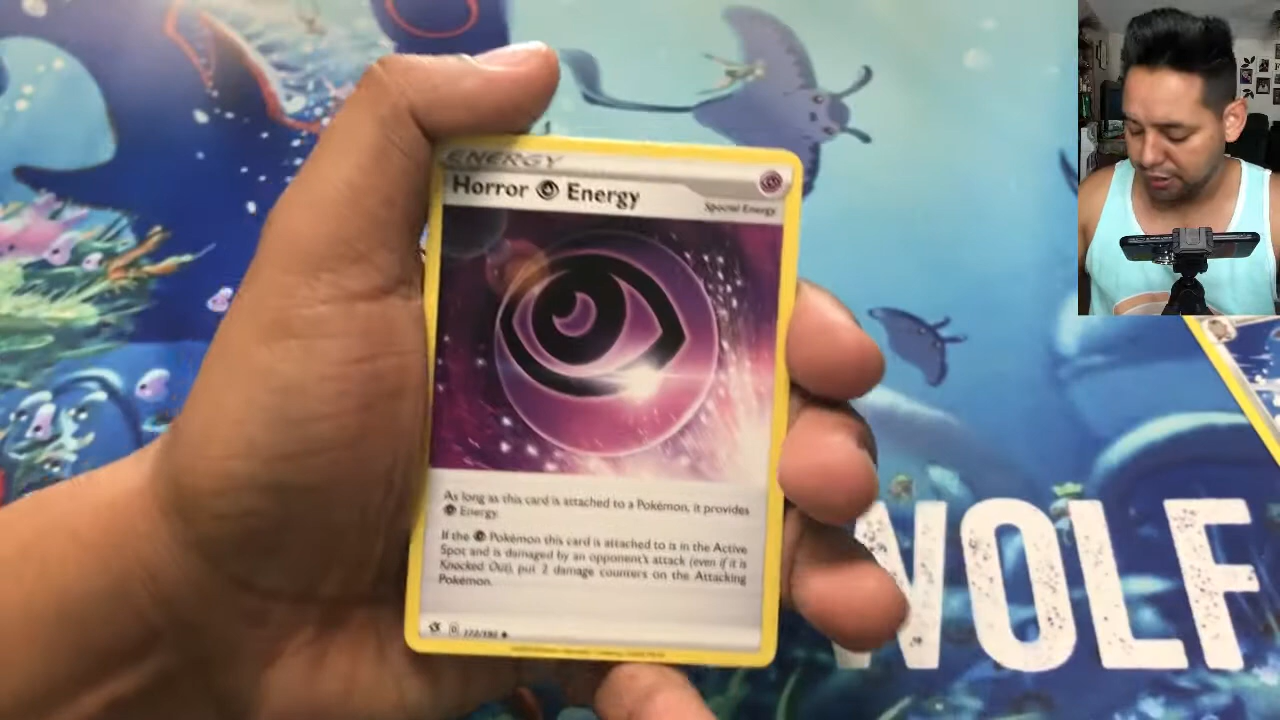 ENERGY
Horror Energy
Special Energy
As long as this card is attached to a Pokémon, it provides
Energy.
If the Pokémon this card is attached to is in the Active
Spot and is damaged by an opponent's attack (even if it is
Knocked Out), put 2 damage counters on the Attacking
Pokémon.
D 172/192
WOLF